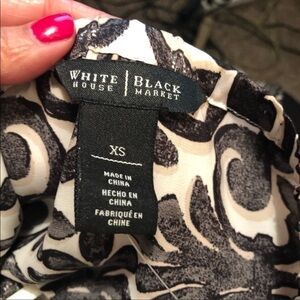 WHITE | BLACK
HOUSE | MARKET
XS
MADE IN
CHINA
HECHO EN
CHINA
FABRIQUÉ EN
CHINE